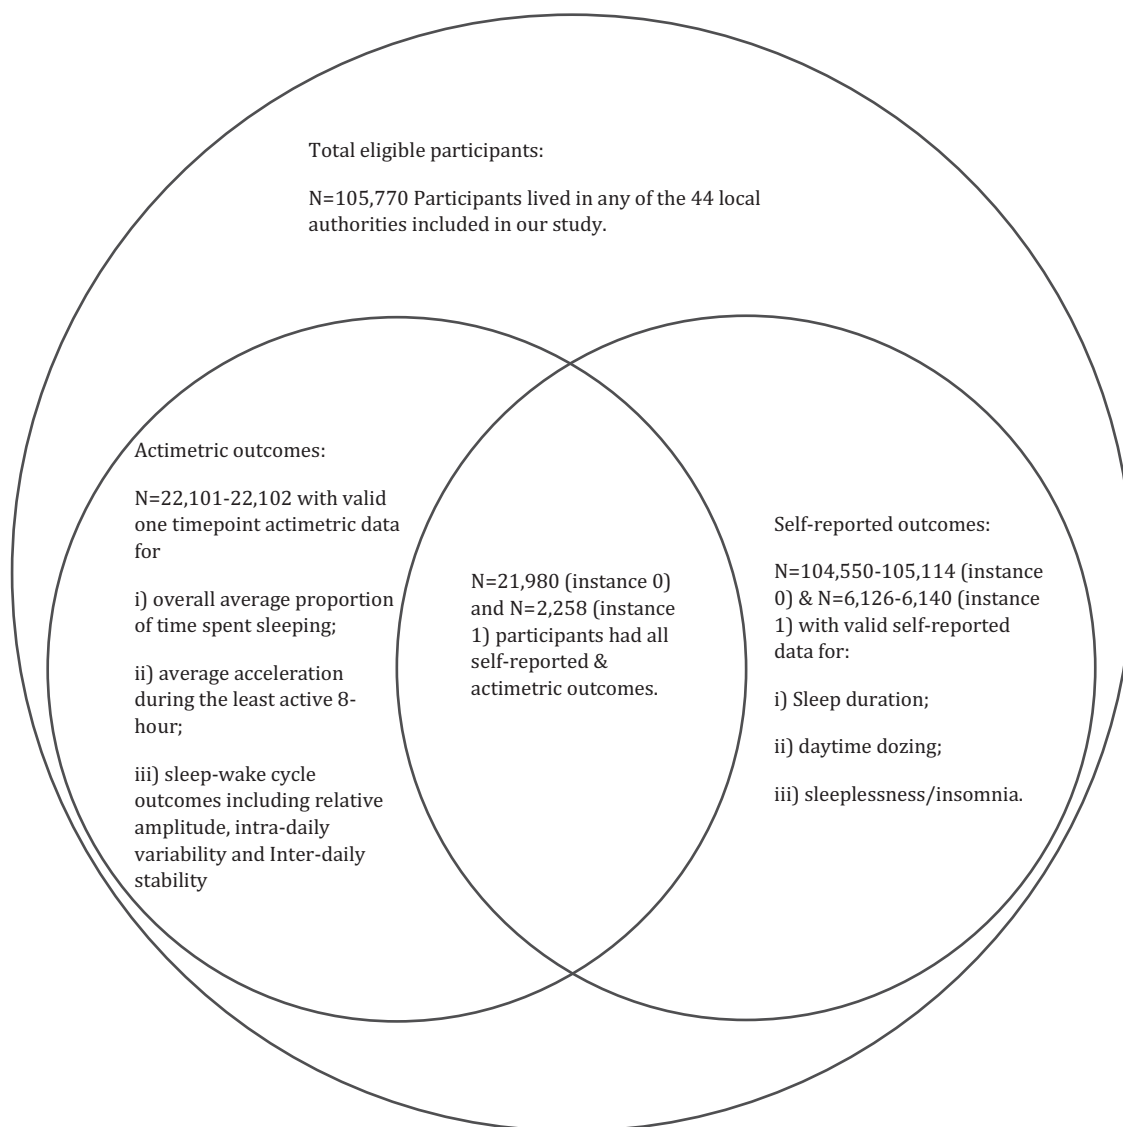 Total eligible participants:
N=105,770 Participants lived in any of the 44 local
authorities included in our study.
Actimetric outcomes:
N=22,101-22,102 with valid
one timepoint actimetric data
for
i) overall average proportion
of time spent sleeping;
ii) average acceleration
during the least active 8-
hour;
iii) sleep-wake cycle
outcomes including relative
amplitude, intra-daily
variability and Inter-daily
stability
N=21,980 (instance 0)
and N=2,258 (instance
1) participants had all
self-reported &
actimetric outcomes.
Self-reported outcomes:
N=104,550-105,114 (instance
0) & N=6,126-6,140 (instance
1) with valid self-reported
data for:
i) Sleep duration;
ii) daytime dozing;
iii) sleeplessness/insomnia.